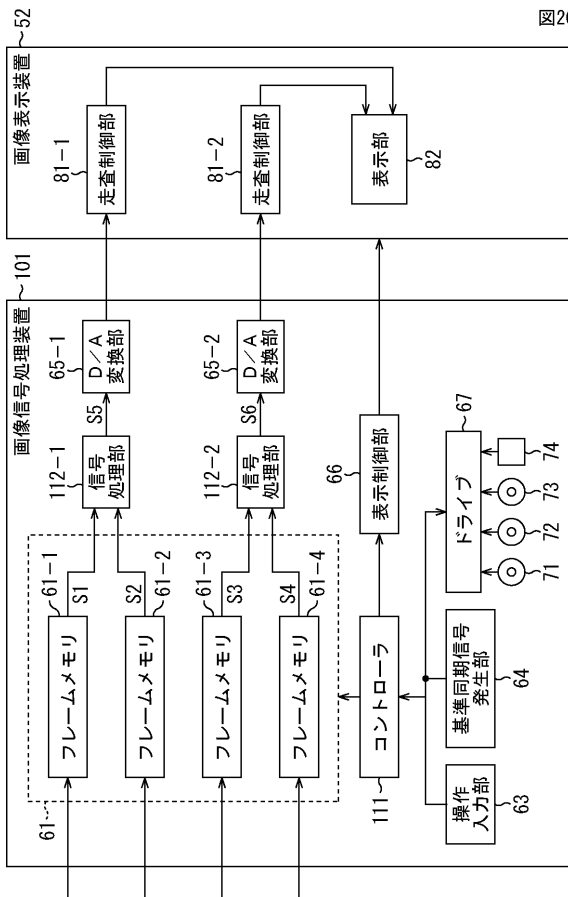 図2
画像信号処理装置
101
画像表示装置
52
61
フレームメモリ
61-1
S1
112-1
信号
処理部
S5
65-1
D/A
変換部
81-1
走査制御部
フレームメモリ
61-2
S2
フレームメモリ
61-3
S3
112-2
信号
処理部
S6
65-2
D/A
変換部
81-2
走査制御部
フレームメモリ
61-4
S4
表示部
82
コントローラ
111
66
表示制御部
操作
入力部
63
基準同期信号
発生部
64
ドライブ
67
71
72
73
74